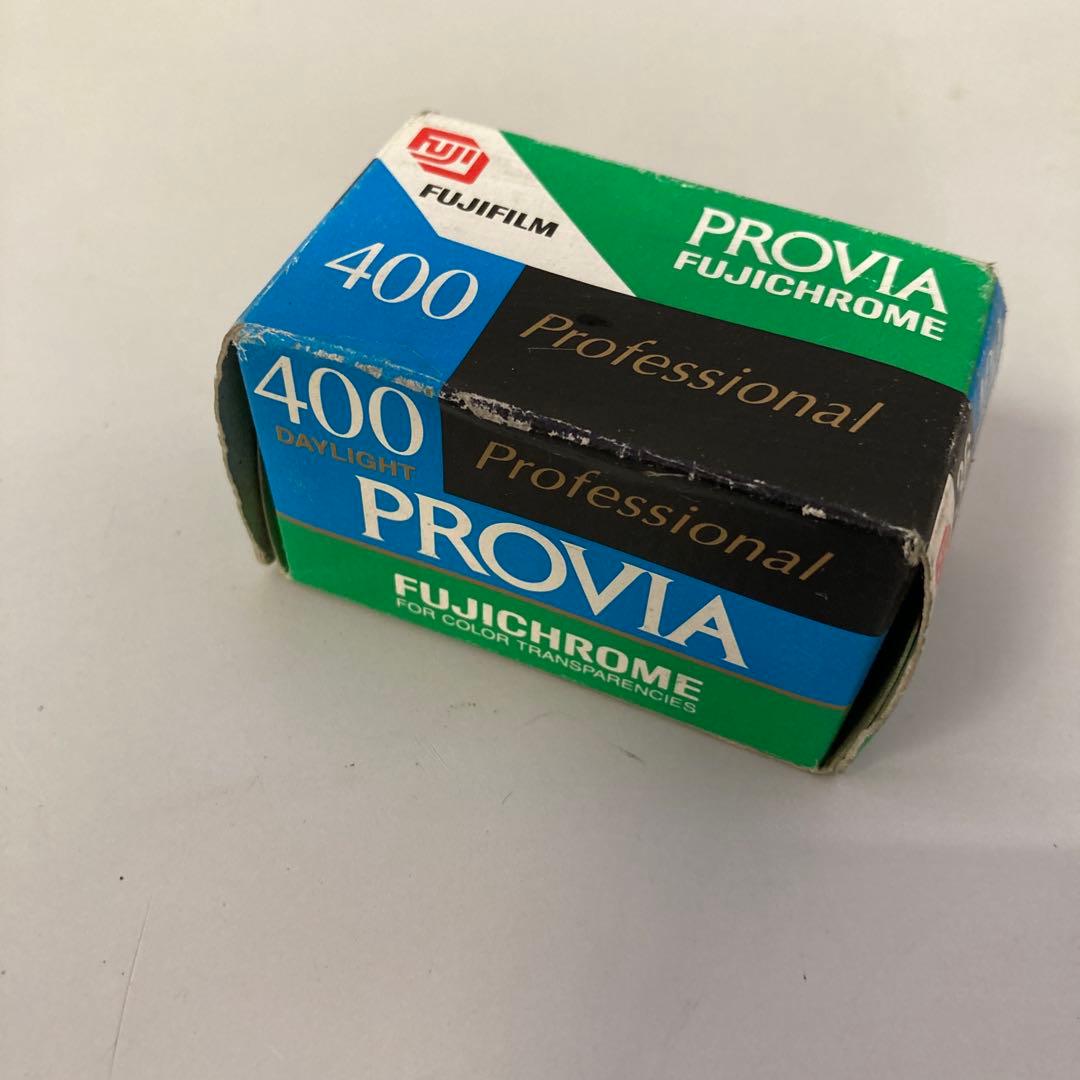 FUJI
FUJIFILM
PROVIA
FUJICHROME
400
Professional
400
DAYLIGHT
Professional
PROVIA
FUJICHROME
FOR COLOR TRANSPARENCIES